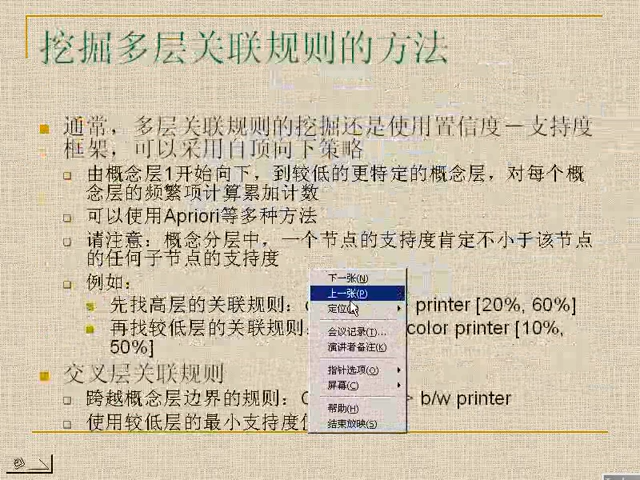 挖掘多层关联规则的方法
通常，多层关联规则的挖掘还是使用置信度－支持度
框架，可以采用自顶向下策略
由概念层1开始向下，到较低的更特定的概念层，对每个概
念层的频繁项计算累加计数
可以使用Apriori等多种方法
请注意：概念分层中，一个节点的支持度肯定不小于该节点
的任何子节点的支持度
例如：
先找高层的关联规则： printer [20%, 60%]
再找较低层的关联规则 color printer [10%,
50%]
交叉层关联规则
跨越概念层边界的规则： > b/w printer
使用较低层的最小支持度
下一张(N)
上一张(P)
定位(G)
会议记录(T)...
演讲者备注(K)
指针选项(O)
屏幕(C)
帮助(H)
结束放映(S)